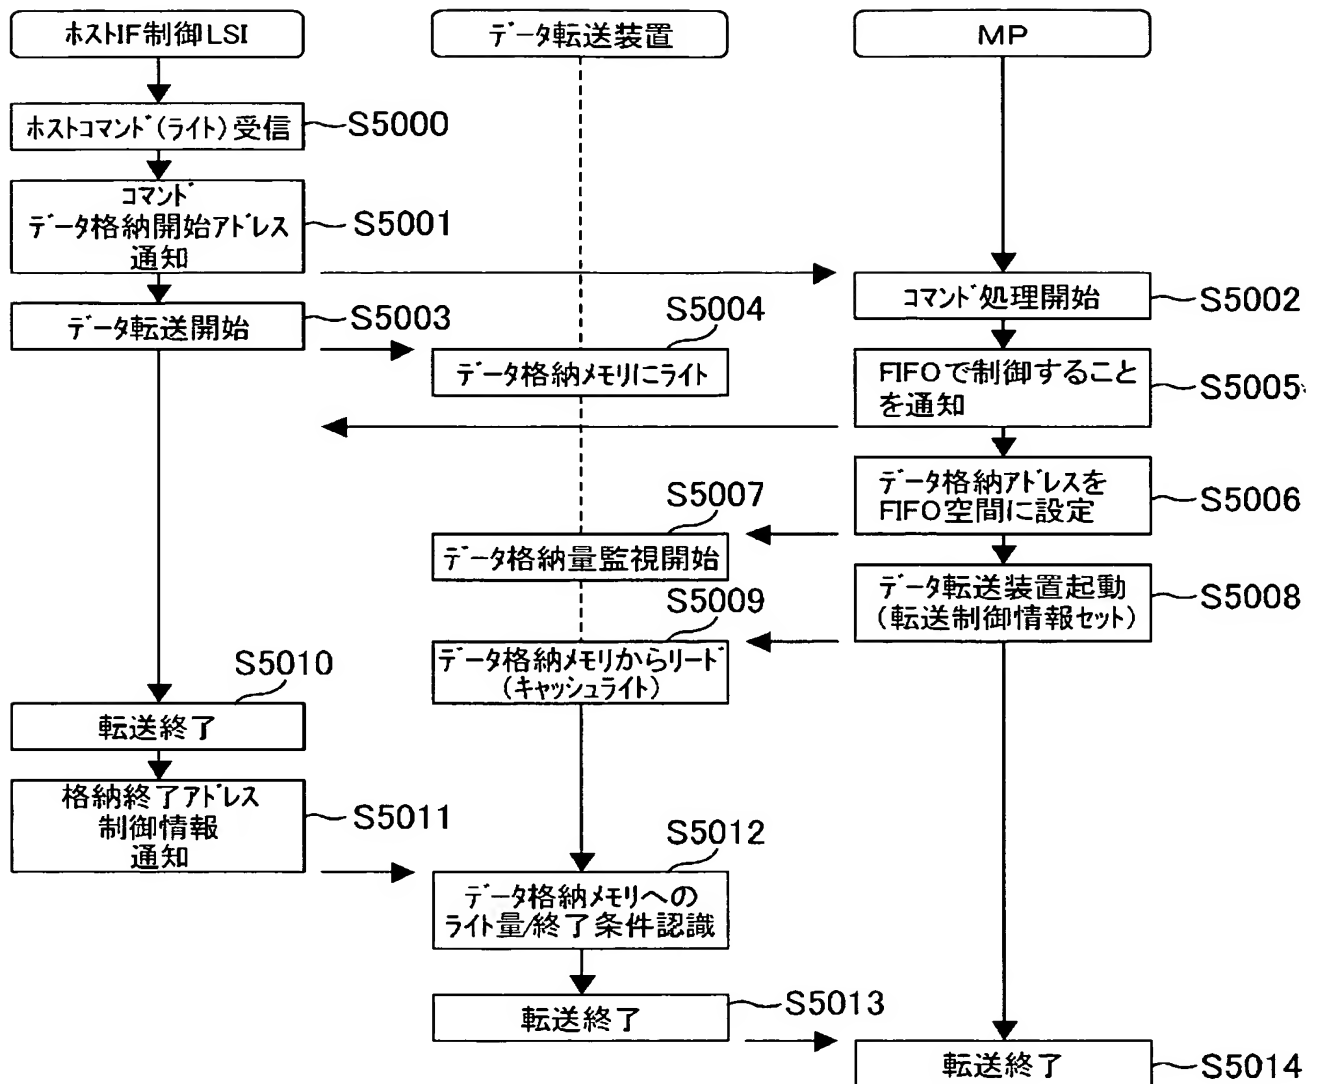 ホストIF制御LSI
データ転送装置
MP
ホストコマンド(ライト)受信
S5000
コマンド
データ格納開始アドレス
通知
S5001
コマンド処理開始
S5002
データ転送開始
S5003
S5004
データ格納メモリにライト
FIFOで制御すること
を通知
S5005
データ格納アドレスを
FIFO空間に設定
S5006
S5007
データ格納量監視開始
データ転送装置起動
(転送制御情報セット)
S5008
S5009
データ格納メモリからリード
(キャッシュライト)
S5010
転送終了
格納終了アドレス
制御情報
通知
S5011
S5012
データ格納メモリへの
ライト量/終了条件認識
転送終了
S5013
転送終了
S5014